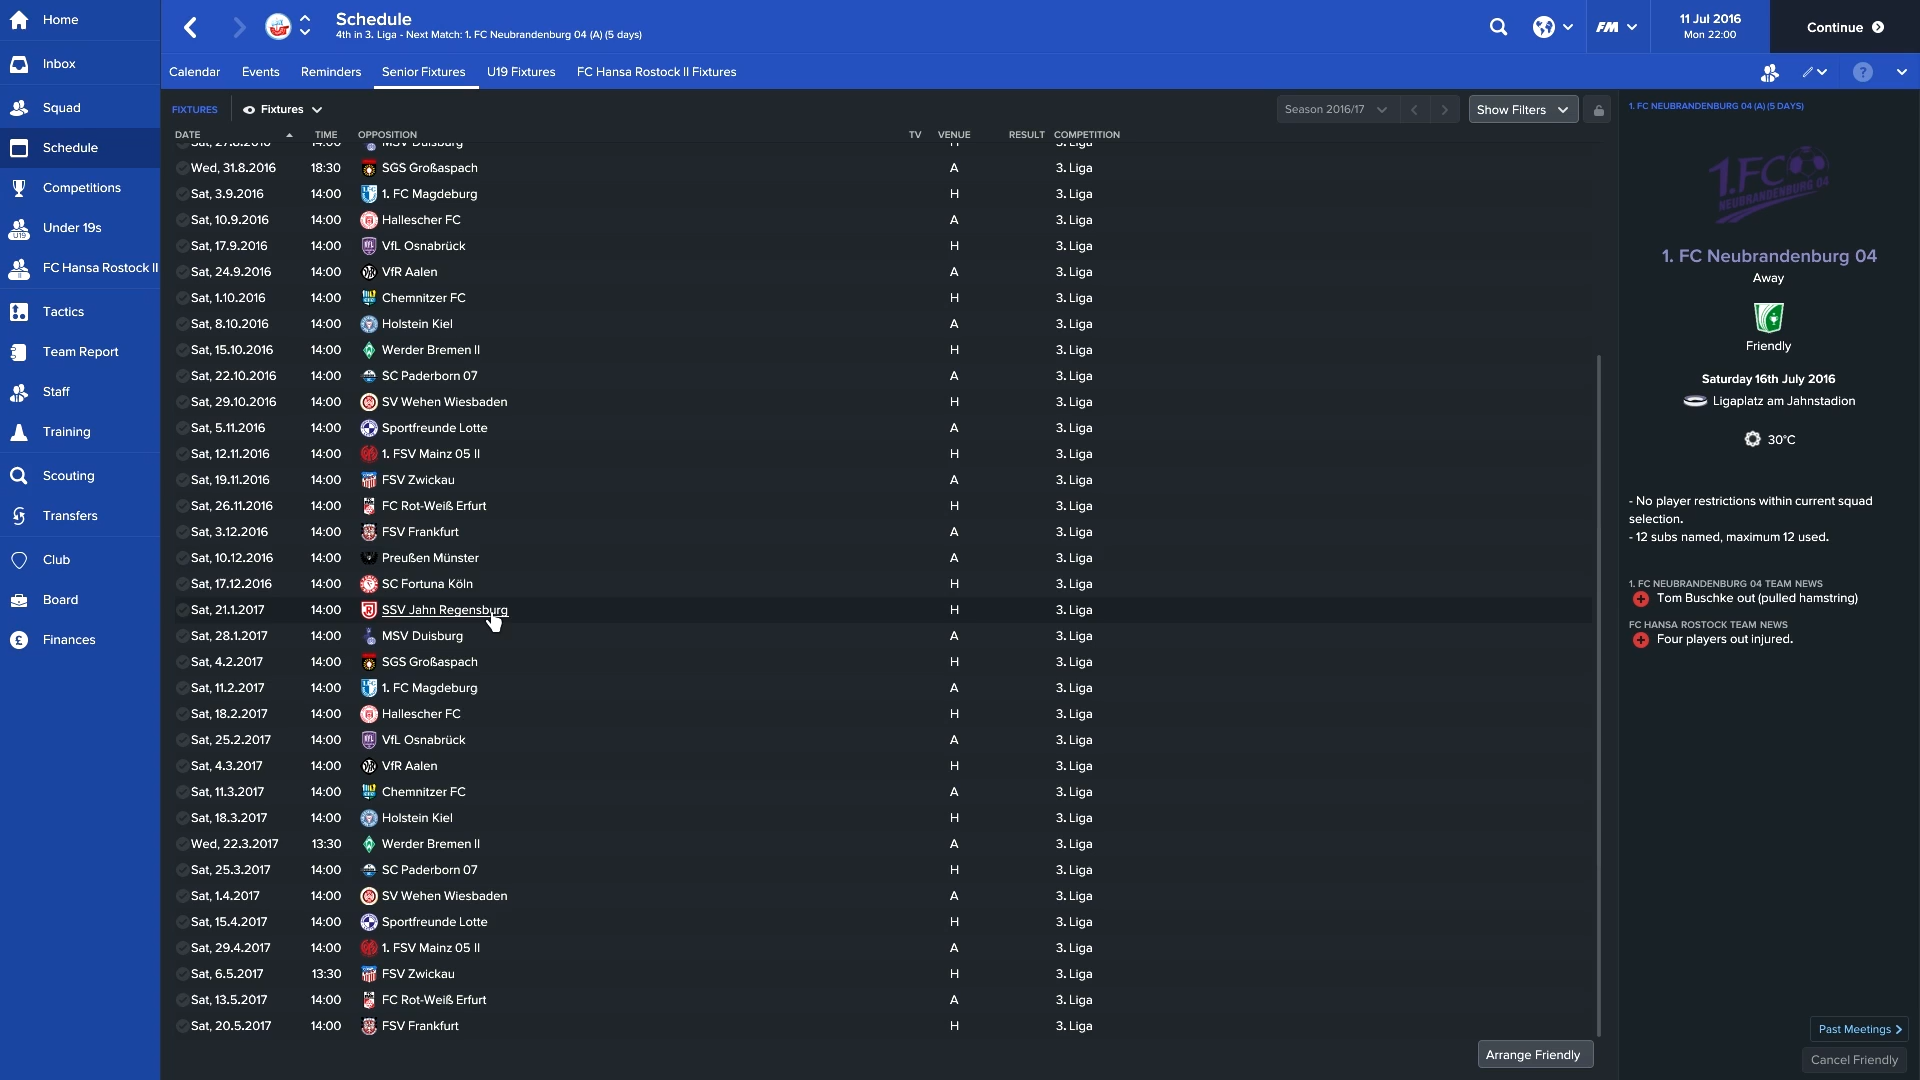 Home
Inbox
Squad
Schedule
Competitions
Under 19s
FC Hansa Rostock II
Tactics
Team Report
Staff
Training
Scouting
Transfers
Club
Board
Finances
Schedule
4th in 3. Liga - Next Match: 1. FC Neubrandenburg 04 (A) (5 days)
FM
11 Jul 2016
Mon 22:00
Continue
Calendar Events Reminders Senior Fixtures U19 Fixtures FC Hansa Rostock II Fixtures
FIXTURES Fixtures Season 2016/17 Show Filters
DATE TIME OPPOSITION TV VENUE RESULT COMPETITION
Sat, 27.8.2016 14:00 MSV Duisburg H 3. Liga
Wed, 31.8.2016 18:30 SGS Großaspach A 3. Liga
Sat, 3.9.2016 14:00 1. FC Magdeburg H 3. Liga
Sat, 10.9.2016 14:00 Hallescher FC A 3. Liga
Sat, 17.9.2016 14:00 VfL Osnabrück H 3. Liga
Sat, 24.9.2016 14:00 VfR Aalen A 3. Liga
Sat, 1.10.2016 14:00 Chemnitzer FC H 3. Liga
Sat, 8.10.2016 14:00 Holstein Kiel A 3. Liga
Sat, 15.10.2016 14:00 Werder Bremen II H 3. Liga
Sat, 22.10.2016 14:00 SC Paderborn 07 A 3. Liga
Sat, 29.10.2016 14:00 SV Wehen Wiesbaden H 3. Liga
Sat, 5.11.2016 14:00 Sportfreunde Lotte A 3. Liga
Sat, 12.11.2016 14:00 1. FSV Mainz 05 II H 3. Liga
Sat, 19.11.2016 14:00 FSV Zwickau A 3. Liga
Sat, 26.11.2016 14:00 FC Rot-Weiß Erfurt H 3. Liga
Sat, 3.12.2016 14:00 FSV Frankfurt A 3. Liga
Sat, 10.12.2016 14:00 Preußen Münster A 3. Liga
Sat, 17.12.2016 14:00 SC Fortuna Köln H 3. Liga
Sat, 21.1.2017 14:00 SSV Jahn Regensburg H 3. Liga
Sat, 28.1.2017 14:00 MSV Duisburg A 3. Liga
Sat, 4.2.2017 14:00 SGS Großaspach H 3. Liga
Sat, 11.2.2017 14:00 1. FC Magdeburg A 3. Liga
Sat, 18.2.2017 14:00 Hallescher FC H 3. Liga
Sat, 25.2.2017 14:00 VfL Osnabrück A 3. Liga
Sat, 4.3.2017 14:00 VfR Aalen H 3. Liga
Sat, 11.3.2017 14:00 Chemnitzer FC A 3. Liga
Sat, 18.3.2017 14:00 Holstein Kiel H 3. Liga
Wed, 22.3.2017 13:30 Werder Bremen II A 3. Liga
Sat, 25.3.2017 14:00 SC Paderborn 07 H 3. Liga
Sat, 1.4.2017 14:00 SV Wehen Wiesbaden A 3. Liga
Sat, 15.4.2017 14:00 Sportfreunde Lotte H 3. Liga
Sat, 29.4.2017 14:00 1. FSV Mainz 05 II A 3. Liga
Sat, 6.5.2017 13:30 FSV Zwickau H 3. Liga
Sat, 13.5.2017 14:00 FC Rot-Weiß Erfurt A 3. Liga
Sat, 20.5.2017 14:00 FSV Frankfurt H 3. Liga
Arrange Friendly
1. FC NEUBRANDENBURG 04 (A) (5 DAYS)
1.FC
NEUBRANDENBURG 04
1. FC Neubrandenburg 04
Away
Friendly
Saturday 16th July 2016
Ligaplatz am Jahnstadion
30°C
- No player restrictions within current squad
selection.
- 12 subs named, maximum 12 used.
1. FC NEUBRANDENBURG 04 TEAM NEWS
Tom Buschke out (pulled hamstring)
FC HANSA ROSTOCK TEAM NEWS
Four players out injured.
Past Meetings
Cancel Friendly